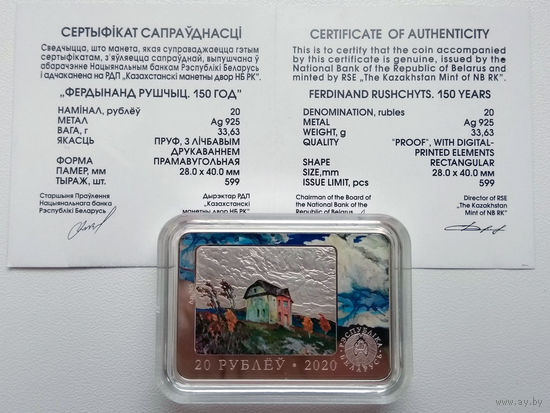 СЕРТЫФІКАТ САПРАЎДНАСЦІ
Сведчыцца, што манета, якая суправаджаецца гэтым
сертыфікатам, з'яўляецца сапраўднай, выпушчана ў
абарачэнне Нацыянальным банкам Рэспублікі Беларусь
і адчаканена на РДП „Казахстанскі манетны двор НБ РК".
„ФЕРДЫНАНД РУШЧЫЦ. 150 ГОД"
НАМІНАЛ, рублёў 20
МЕТАЛ Ag 925
ВАГА, г 33,63
ЯКАСЦЬ ПРУФ, З ЛІЧБАВЫМ
ДРУКАВАННЕМ
ФОРМА ПРАМАВУГОЛЬНАЯ
ПАМЕР, мм 28.0 x 40.0 мм
ТЫРАЖ, шт. 599
Старшыня Праўлення
Нацыянальнага банка
Рэспублікі Беларусь
Дырэктар РДП
„Казахстанскі
манетны двор НБ РК"
CERTIFICATE OF AUTHENTICITY
This is to certify that the coin accompanied
by this certificate is genuine, issued by the
National Bank of the Republic of Belarus and
minted by RSE „The Kazakhstan Mint of NB RK".
FERDINAND RUSHCHYTS. 150 YEARS
DENOMINATION, rubles 20
METAL Ag 925
WEIGHT, g 33,63
QUALITY "PROOF", WITH DIGITAL-
PRINTED ELEMENTS
SHAPE RECTANGULAR
SIZE,mm 28.0 x 40.0 мм
ISSUE LIMIT, pcs 599
Chairman of the Board of
National Bank of the
Republic of Belarus
Director of RSE
"The Kazakhstan
Mint of NB RK"
20 РУБЛЁЎ · 2020
РЭСПУБЛІКА
БЕЛАРУСЬ
www.ay.by